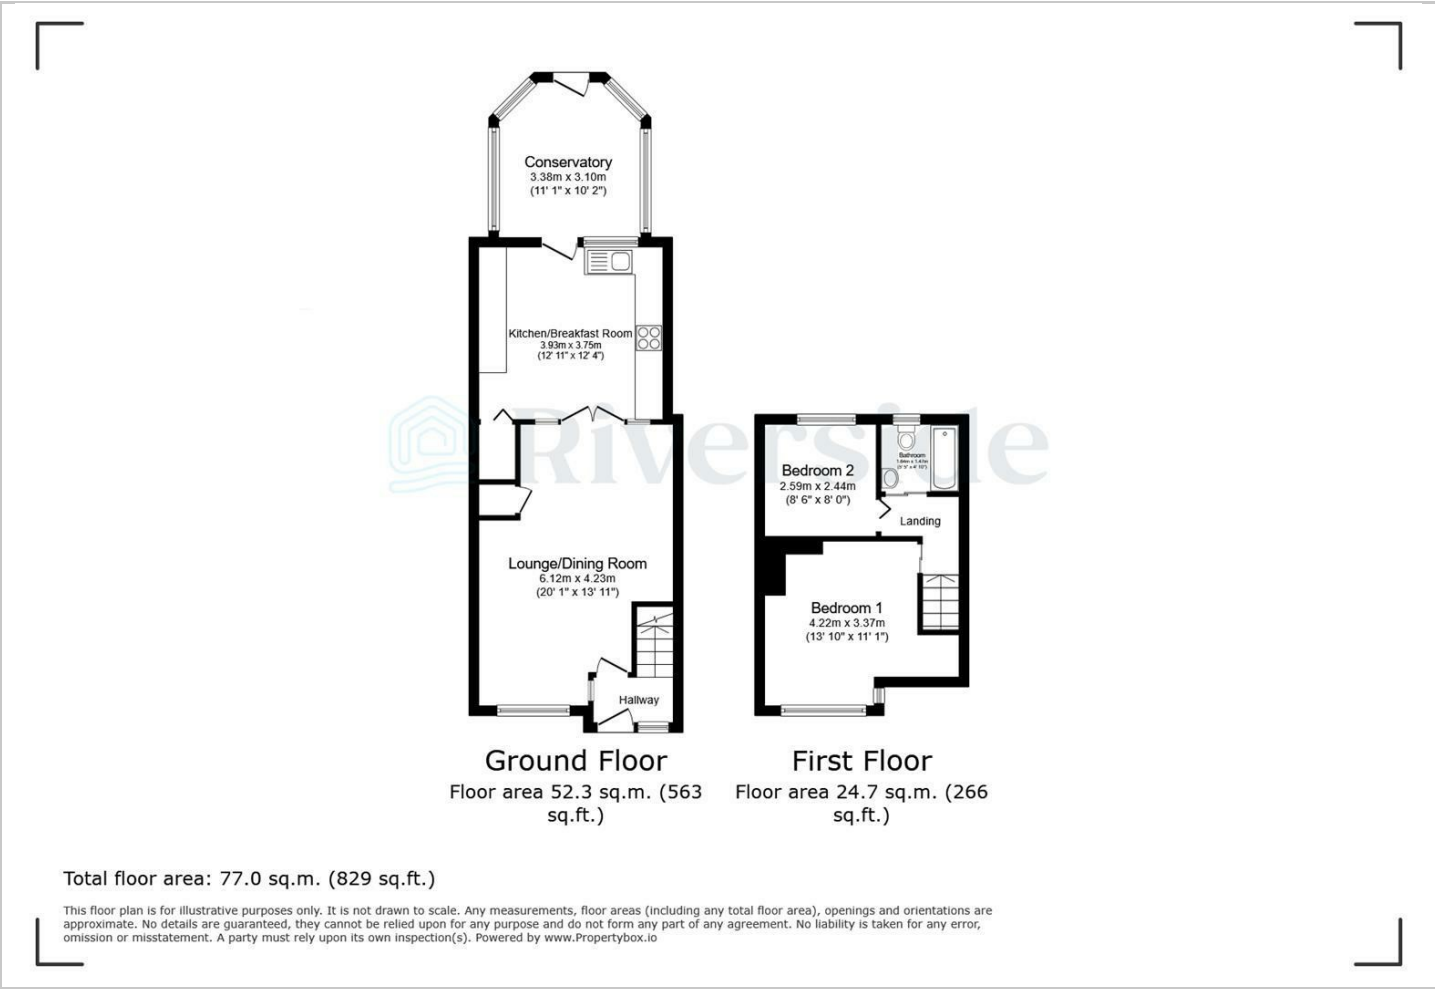 Conservatory
3.38m x 3.10m
(11' 1" x 10' 2")
Kitchen/Breakfast Room
3.93m x 3.75m
(12' 11" x 12' 4")
Riverside
Lounge/Dining Room
6.12m x 4.23m
(20' 1" x 13' 11")
Hallway
Bathroom
Bedroom 2
2.59m x 2.44m
(8' 6" x 8' 0")
Landing
Bedroom 1
4.22m x 3.37m
(13' 10" x 11' 1")
Ground Floor
Floor area 52.3 sq.m. (563
sq.ft.)
First Floor
Floor area 24.7 sq.m. (266
sq.ft.)
Total floor area: 77.0 sq.m. (829 sq.ft.)
This floor plan is for illustrative purposes only. It is not drawn to scale. Any measurements, floor areas (including any total floor area), openings and orientations are
approximate. No details are guaranteed, they cannot be relied upon for any purpose and do not form any part of any agreement. No liability is taken for any error,
omission or misstatement. A party must rely upon its own inspection(s). Powered by www.Propertybox.io